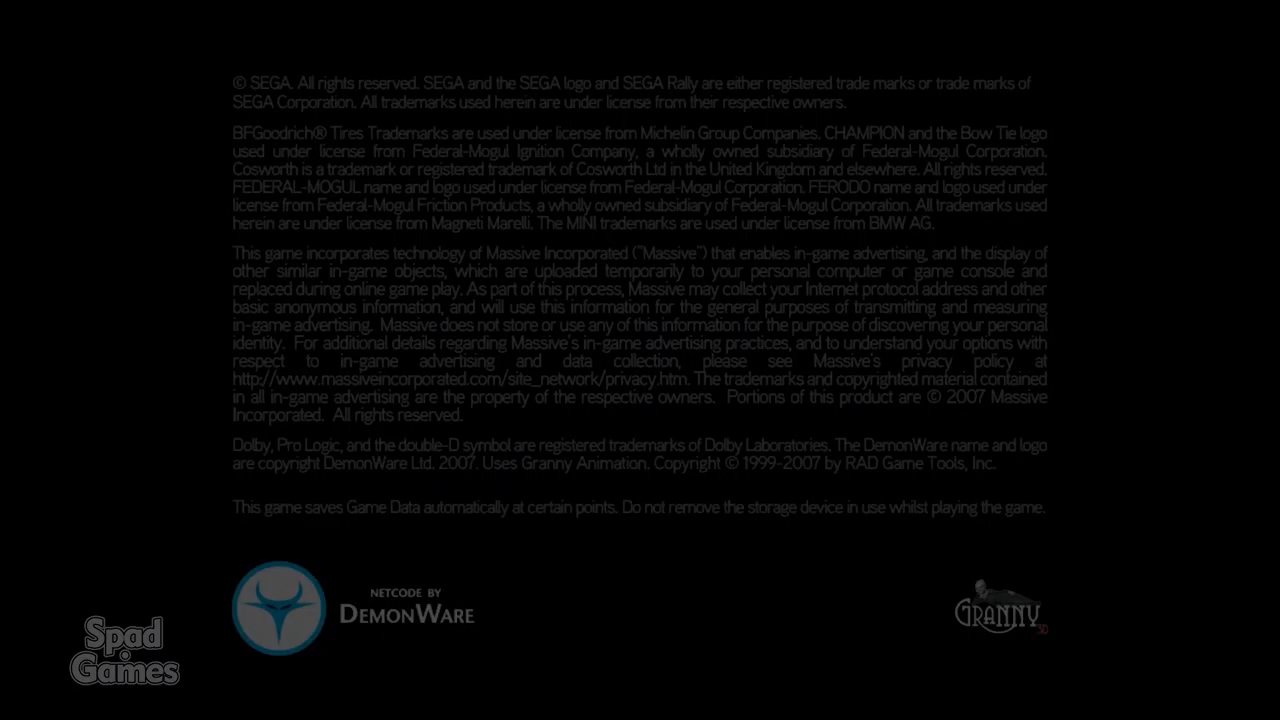 © SEGA. All rights reserved. SEGA and the SEGA logo and SEGA Rally are either registered trade marks or trade marks of
SEGA Corporation. All trademarks used herein are under license from their respective owners.
BFGoodrich® Tires Trademarks are used under license from Michelin Group Companies. CHAMPION and the Bow Tie logo
used under license from Federal-Mogul Ignition Company, a wholly owned subsidiary of Federal-Mogul Corporation.
Cosworth is a trademark or registered trademark of Cosworth Ltd in the United Kingdom and elsewhere. All rights reserved.
FEDERAL-MOGUL name and logo used under license from Federal-Mogul Corporation. FERODO name and logo used under
license from Federal-Mogul Friction Products, a wholly owned subsidiary of Federal-Mogul Corporation. All trademarks used
herein are under license from Magneti Marelli. The MINI trademarks are used under license from BMW AG.
This game incorporates technology of Massive Incorporated ("Massive") that enables in-game advertising, and the display of
other similar in-game objects, which are uploaded temporarily to your personal computer or game console and
replaced during online game play. As part of this process, Massive may collect your Internet protocol address and other
basic anonymous information, and will use this information for the general purposes of transmitting and measuring
in-game advertising. Massive does not store or use any of this information for the purpose of discovering your personal
identity. For additional details regarding Massive's in-game advertising practices, and to understand your options with
respect to in-game advertising and data collection, please see Massive's privacy policy at
http://www.massiveincorporated.com/site_network/privacy.htm. The trademarks and copyrighted material contained
in all in-game advertising are the property of the respective owners. Portions of this product are © 2007 Massive
Incorporated. All rights reserved.
Dolby, Pro Logic, and the double-D symbol are registered trademarks of Dolby Laboratories. The DemonWare name and logo
are copyright DemonWare Ltd. 2007. Uses Granny Animation. Copyright © 1999-2007 by RAD Game Tools, Inc.
This game saves Game Data automatically at certain points. Do not remove the storage device in use whilst playing the game.
NETCODE BY
DEMONWARE
GRANNY
3D
Spad
Games